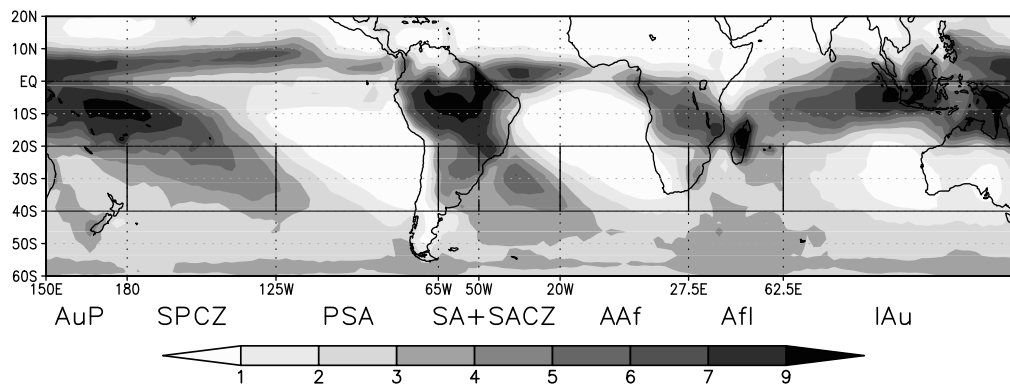 20N
10N
EQ
10S
20S
30S
40S
50S
60S
150E 180 125W 65W 50W 20W 27.5E 62.5E
AuP SPCZ PSA SA+SACZ AAf AfI IAu
1 2 3 4 5 6 7 9